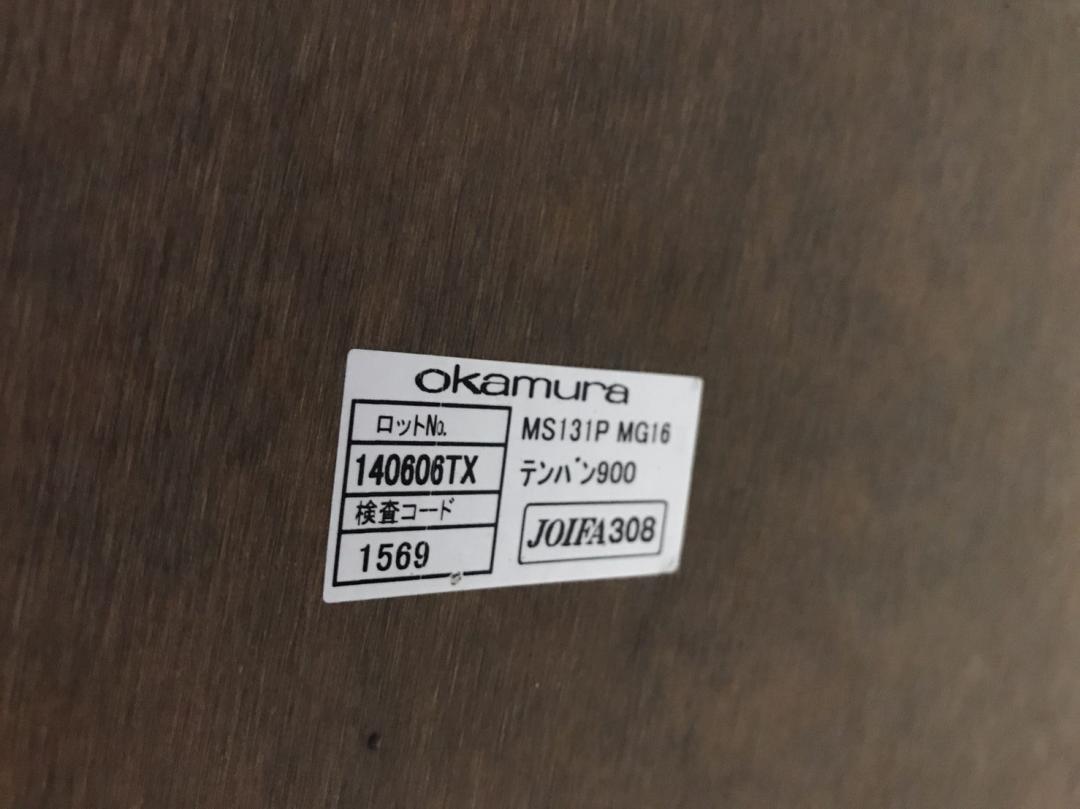 okamura
ロットNo.
140606TX
検査コード
1569
MS131P MG16
テンバン900
JOIFA308